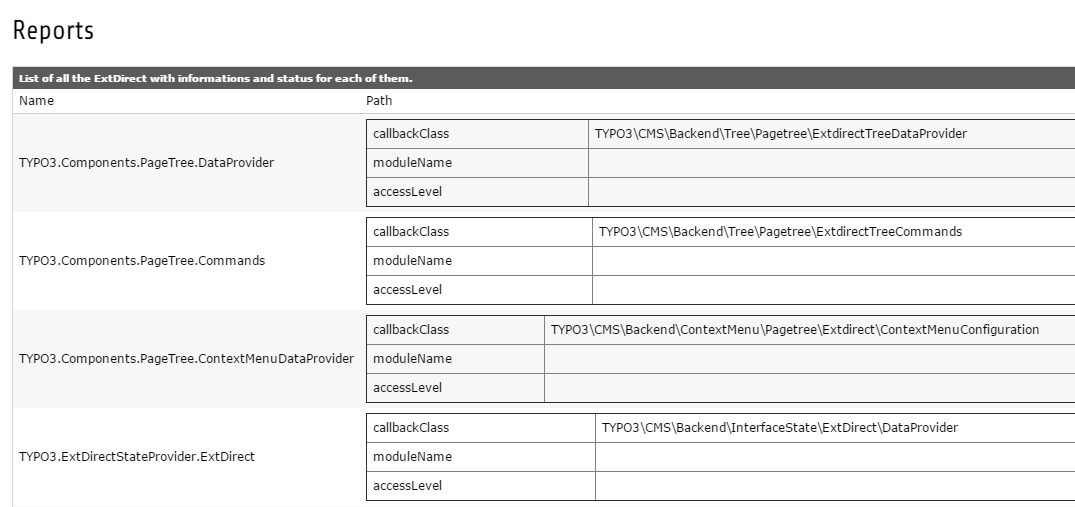 Reports
List of all the ExtDirect with informations and status for each of them.
Name Path
callbackClass TYPO3\CMS\Backend\Tree\Pagetree\ExtdirectTreeDataProvider
TYPO3.Components.PageTree.DataProvider moduleName
accessLevel
callbackClass TYPO3\CMS\Backend\Tree\Pagetree\ExtdirectTreeCommands
TYPO3.Components.PageTree.Commands moduleName
accessLevel
callbackClass TYPO3\CMS\Backend\ContextMenu\Pagetree\Extdirect\ContextMenuConfiguration
TYPO3.Components.PageTree.ContextMenuDataProvider moduleName
accessLevel
callbackClass TYPO3\CMS\Backend\InterfaceState\ExtDirect\DataProvider
TYPO3.ExtDirectStateProvider.ExtDirect moduleName
accessLevel